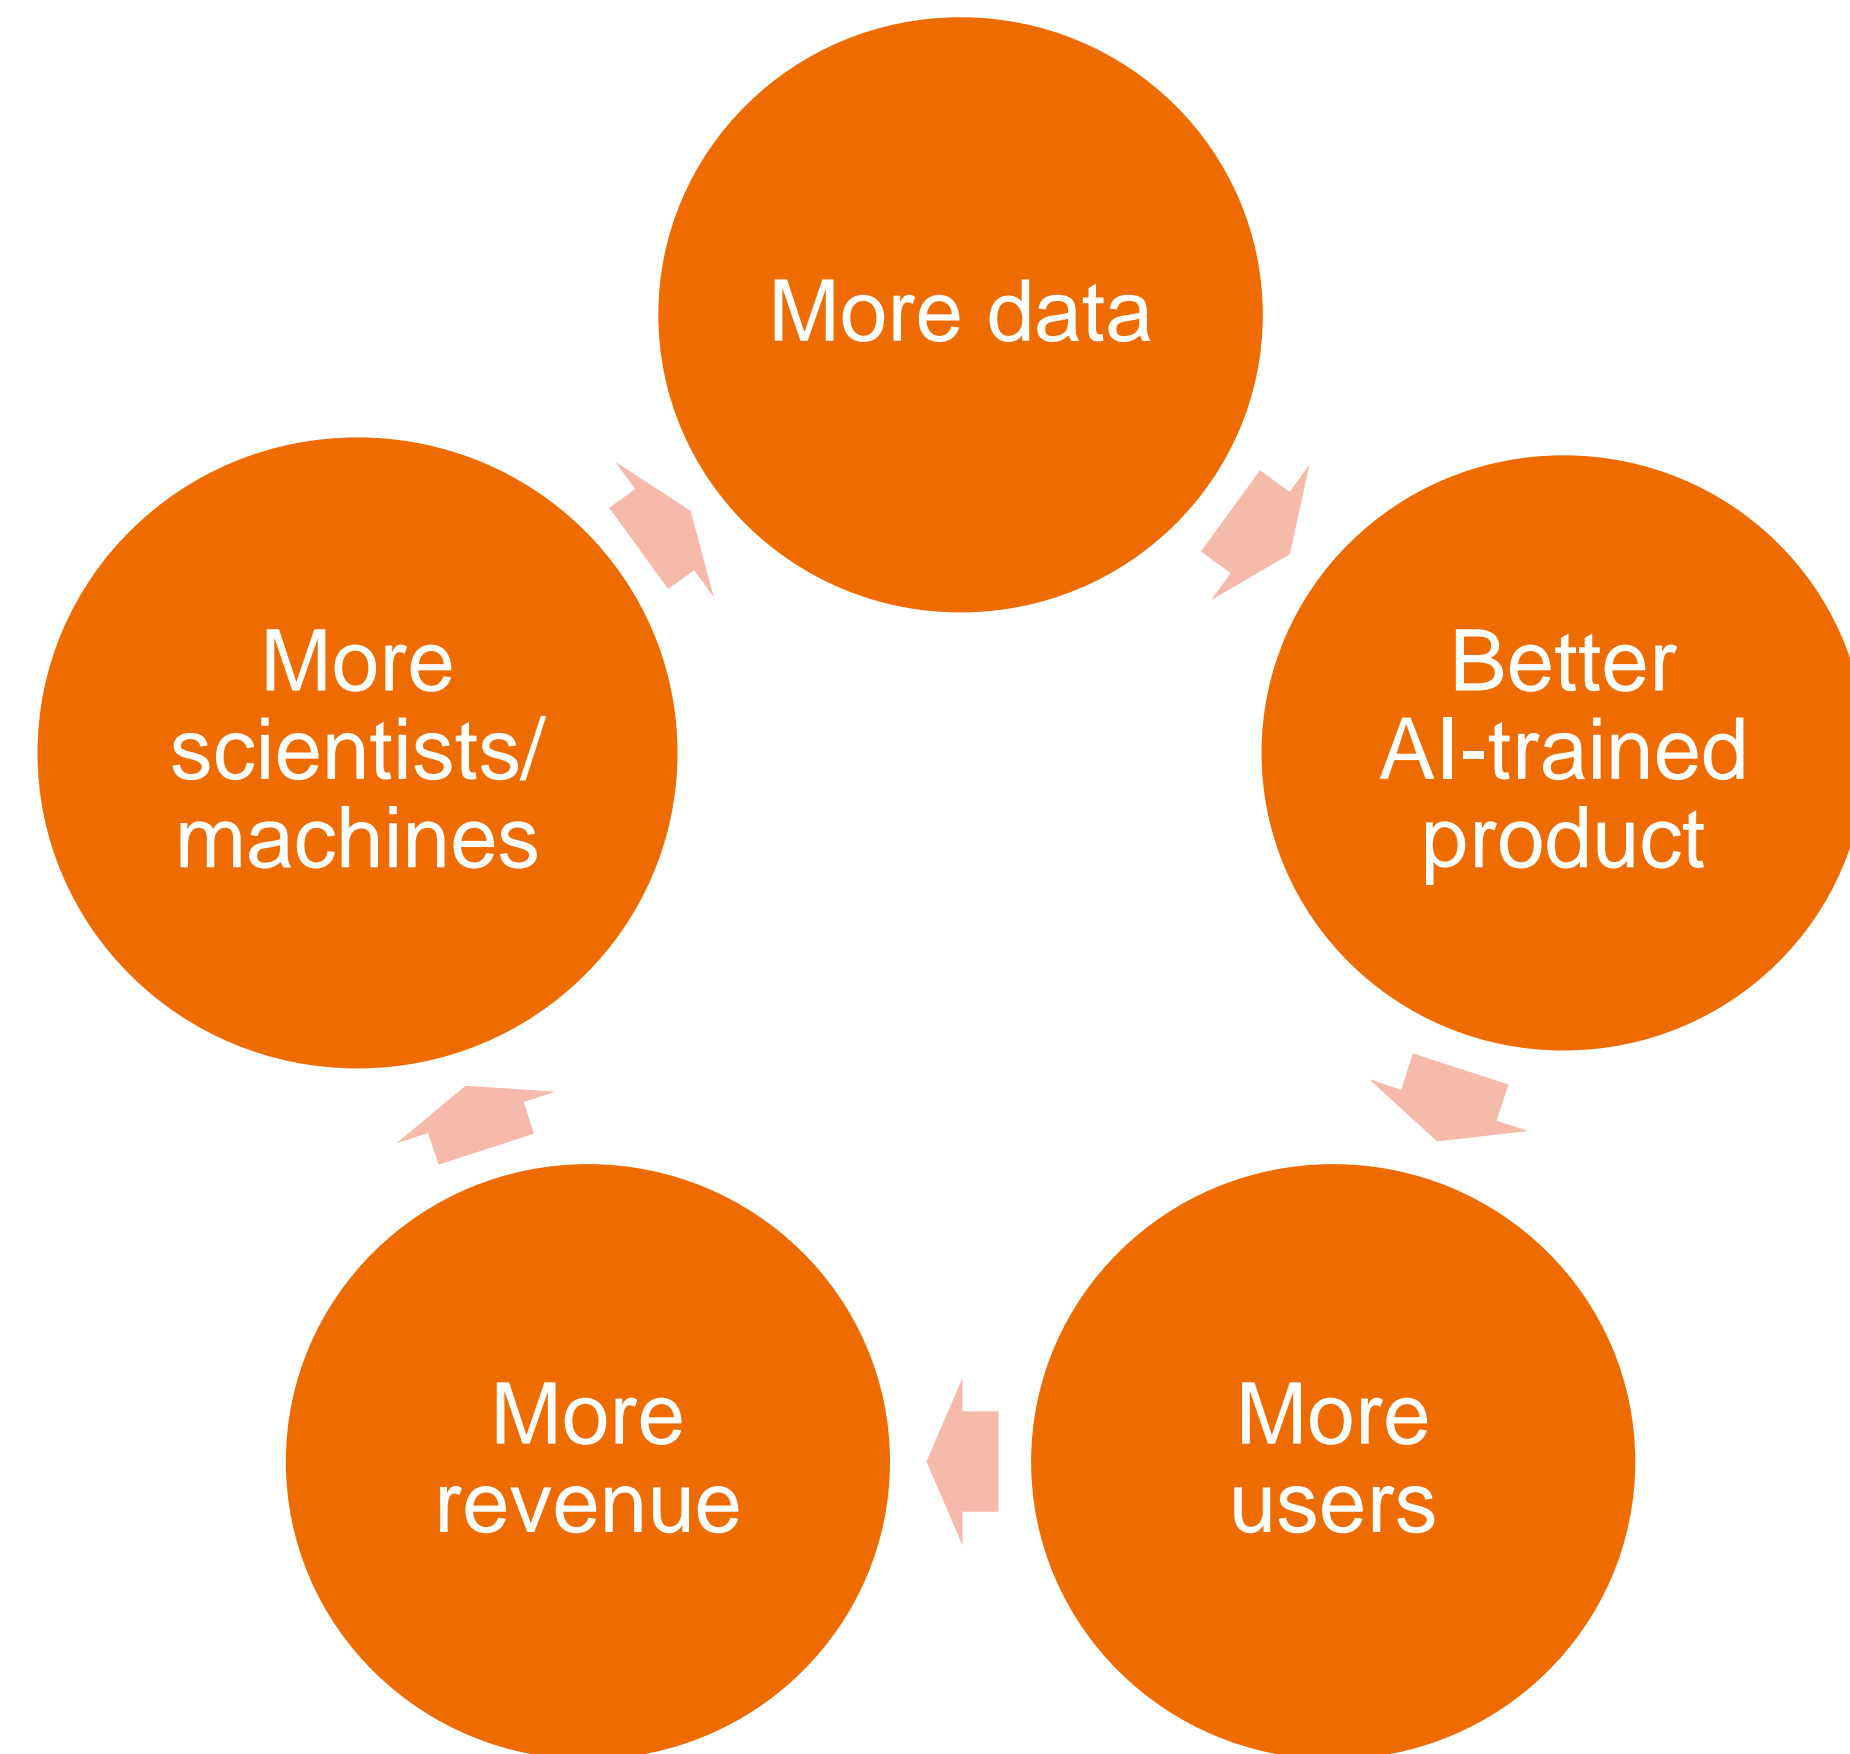 More data
Better
AI-trained
product
More
users
More
revenue
More
scientists/
machines